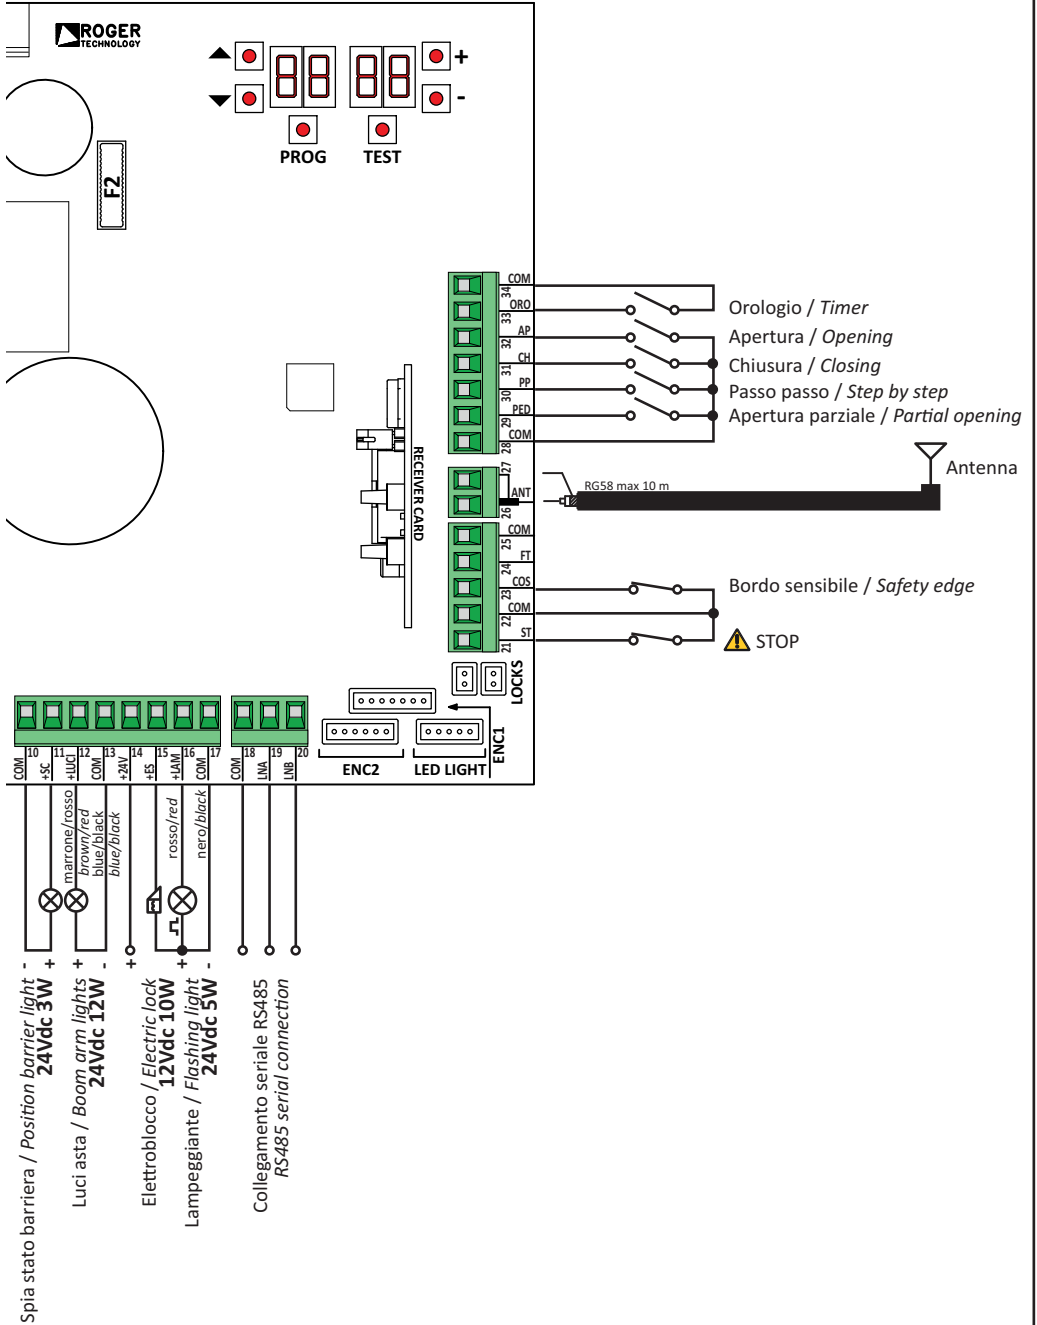 ROGER
TECHNOLOGY
+
-
PROG
TEST
F2
COM
34
ORO
33
AP
32
CH
31
PP
30
PED
29
COM
28
Orologio / Timer
Apertura / Opening
Chiusura / Closing
Passo passo / Step by step
Apertura parziale / Partial opening
27
ANT
26
RG58 max 10 m
Antenna
RECEIVER CARD
COM
25
FT
24
COS
23
COM
22
ST
21
Bordo sensibile / Safety edge
STOP
LOCKS
ENC1
ENC2
LED LIGHT
10
11
12
13
14
15
16
17
18
19
20
COM
+SC
+LUCI
COM
+24V
+ES
+LAM
COM
COM
LNA
LNB
marrone/rosso
brown/red
blue/black
blue/black
rosso/red
nero/black
- +
+ -
+
+ -
Spia stato barriera / Position barrier light
24Vdc 3W
Luci asta / Boom arm lights
24Vdc 12W
Elettroblocco / Electric lock
12Vdc 10W
Lampeggiante / Flashing light
24Vdc 5W
Collegamento seriale RS485
RS485 serial connection